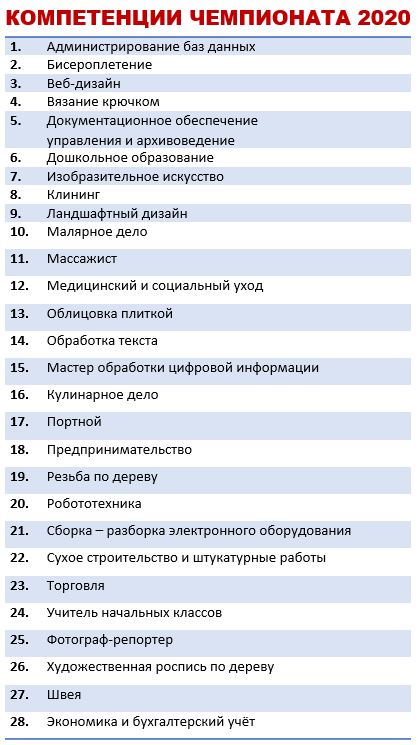 КОМПЕТЕНЦИИ ЧЕМПИОНАТА 2020
1. Администрирование баз данных
2. Бисероплетение
3. Веб-дизайн
4. Вязание крючком
5. Документационное обеспечение
управления и архивоведение
6. Дошкольное образование
7. Изобразительное искусство
8. Клининг
9. Ландшафтный дизайн
10. Малярное дело
11. Массажист
12. Медицинский и социальный уход
13. Облицовка плиткой
14. Обработка текста
15. Мастер обработки цифровой информации
16. Кулинарное дело
17. Портной
18. Предпринимательство
19. Резьба по дереву
20. Робототехника
21. Сборка – разборка электронного оборудования
22. Сухое строительство и штукатурные работы
23. Торговля
24. Учитель начальных классов
25. Фотограф-репортер
26. Художественная роспись по дереву
27. Швея
28. Экономика и бухгалтерский учёт